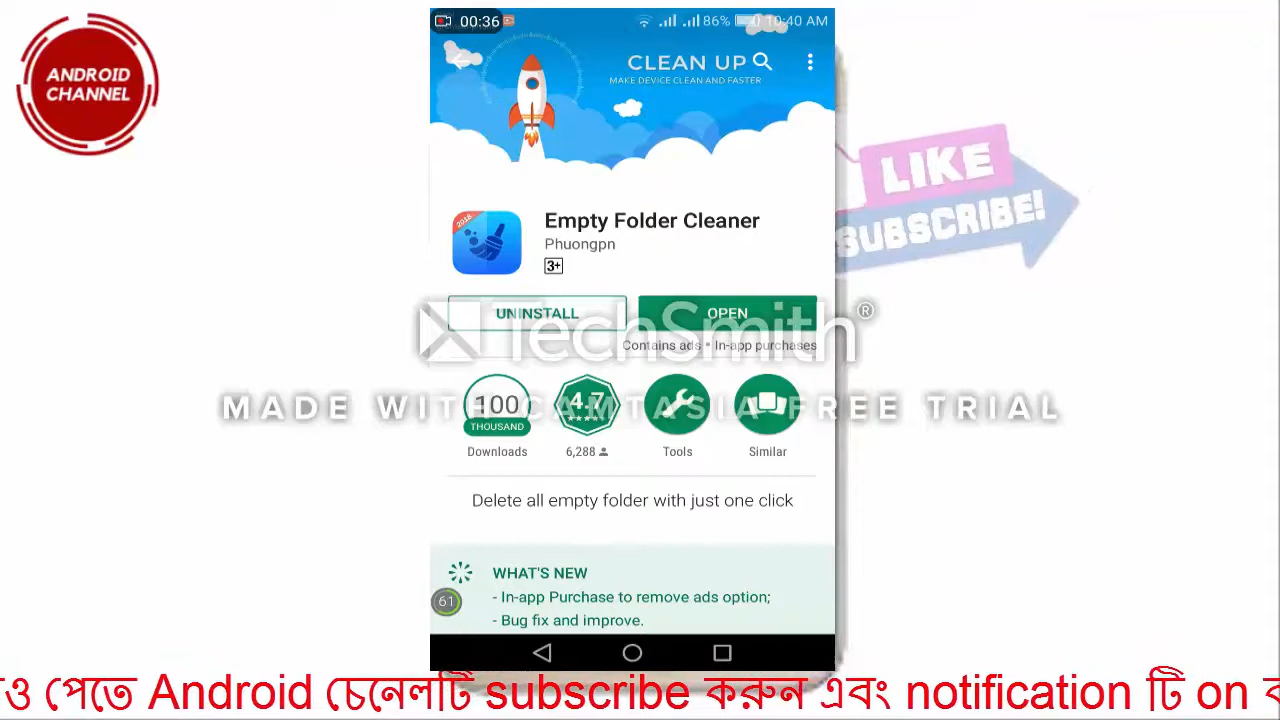 00:36
86%
10:40 AM
ANDROID
CHANNEL
CLEAN UP
MAKE DEVICE CLEAN AND FASTER
LIKE
SUBSCRIBE!
2018
Empty Folder Cleaner
Phuongpn
3+
UNINSTALL
OPEN
TechSmith®
Contains ads • In-app purchases
MADE WITH CAMTASIA FREE TRIAL
100
THOUSAND
4.7
Downloads
6,288
Tools
Similar
Delete all empty folder with just one click
WHAT'S NEW
- In-app Purchase to remove ads option;
61
- Bug fix and improve.
পেতে Android চেনেলটি subscribe করুন এবং notification টি on